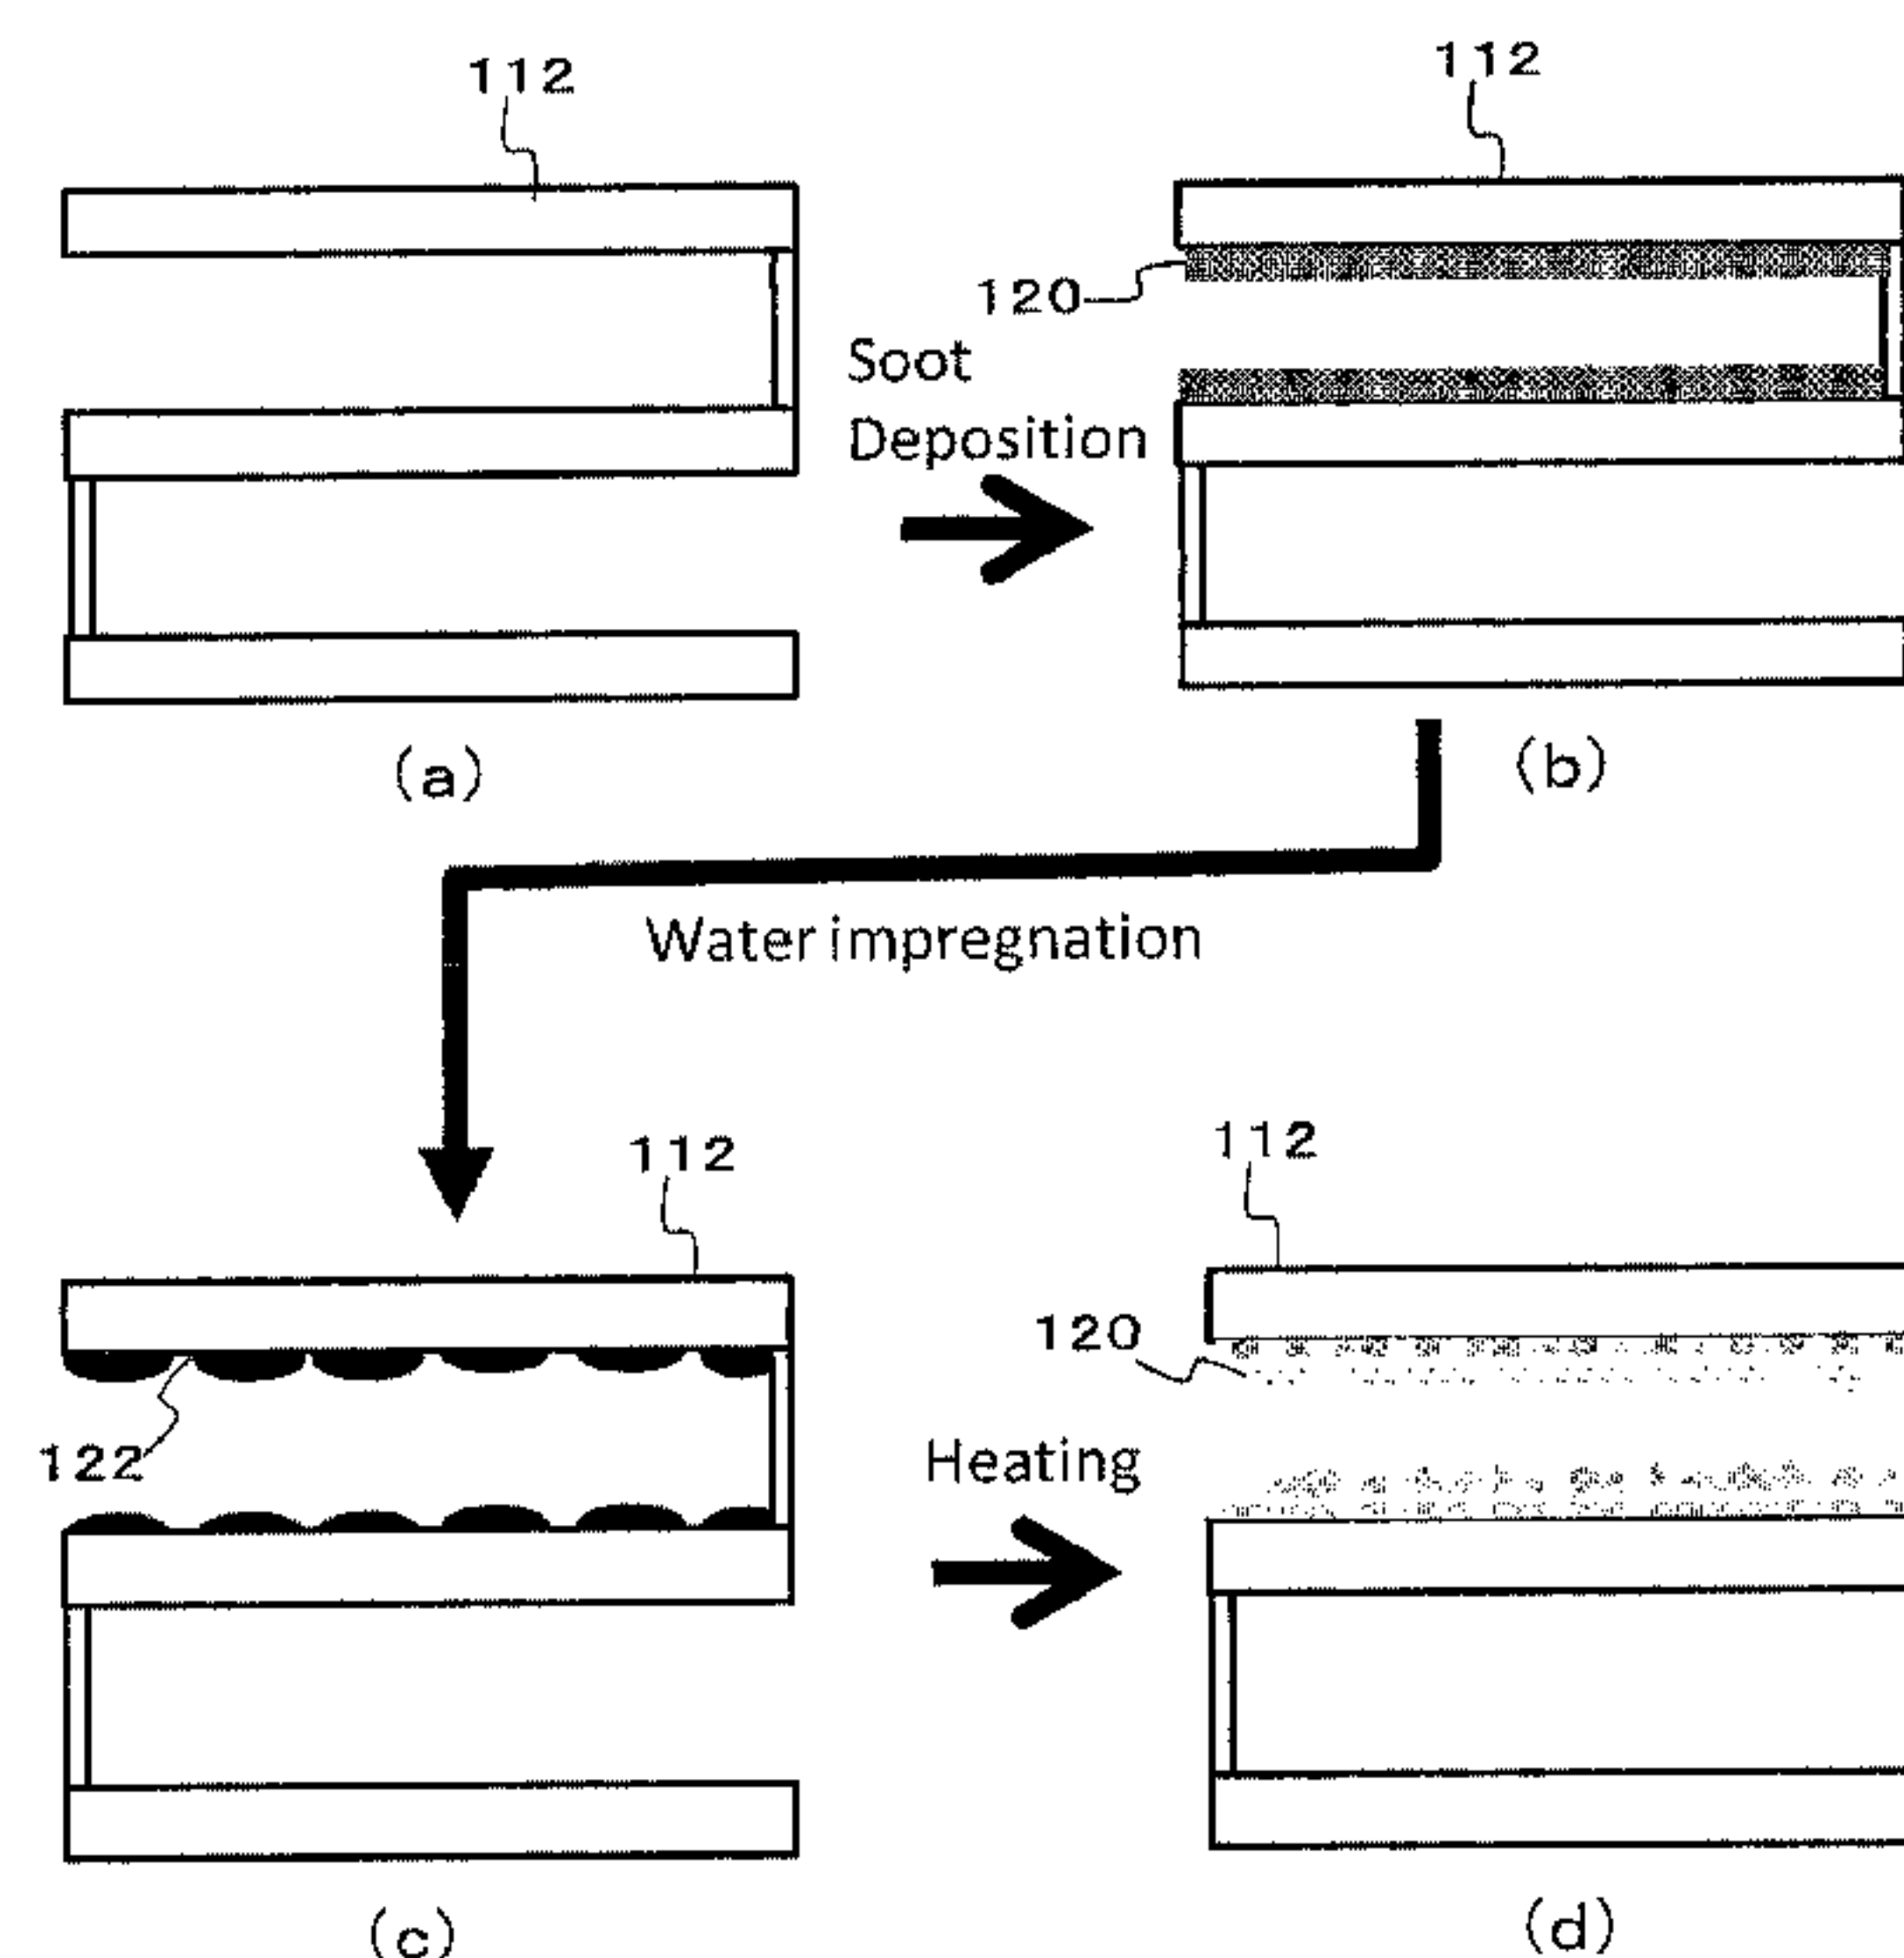 112
112
120
Soot
Deposition
(a)
(b)
Water impregnation
112
112
120
122
Heating
(c)
(d)